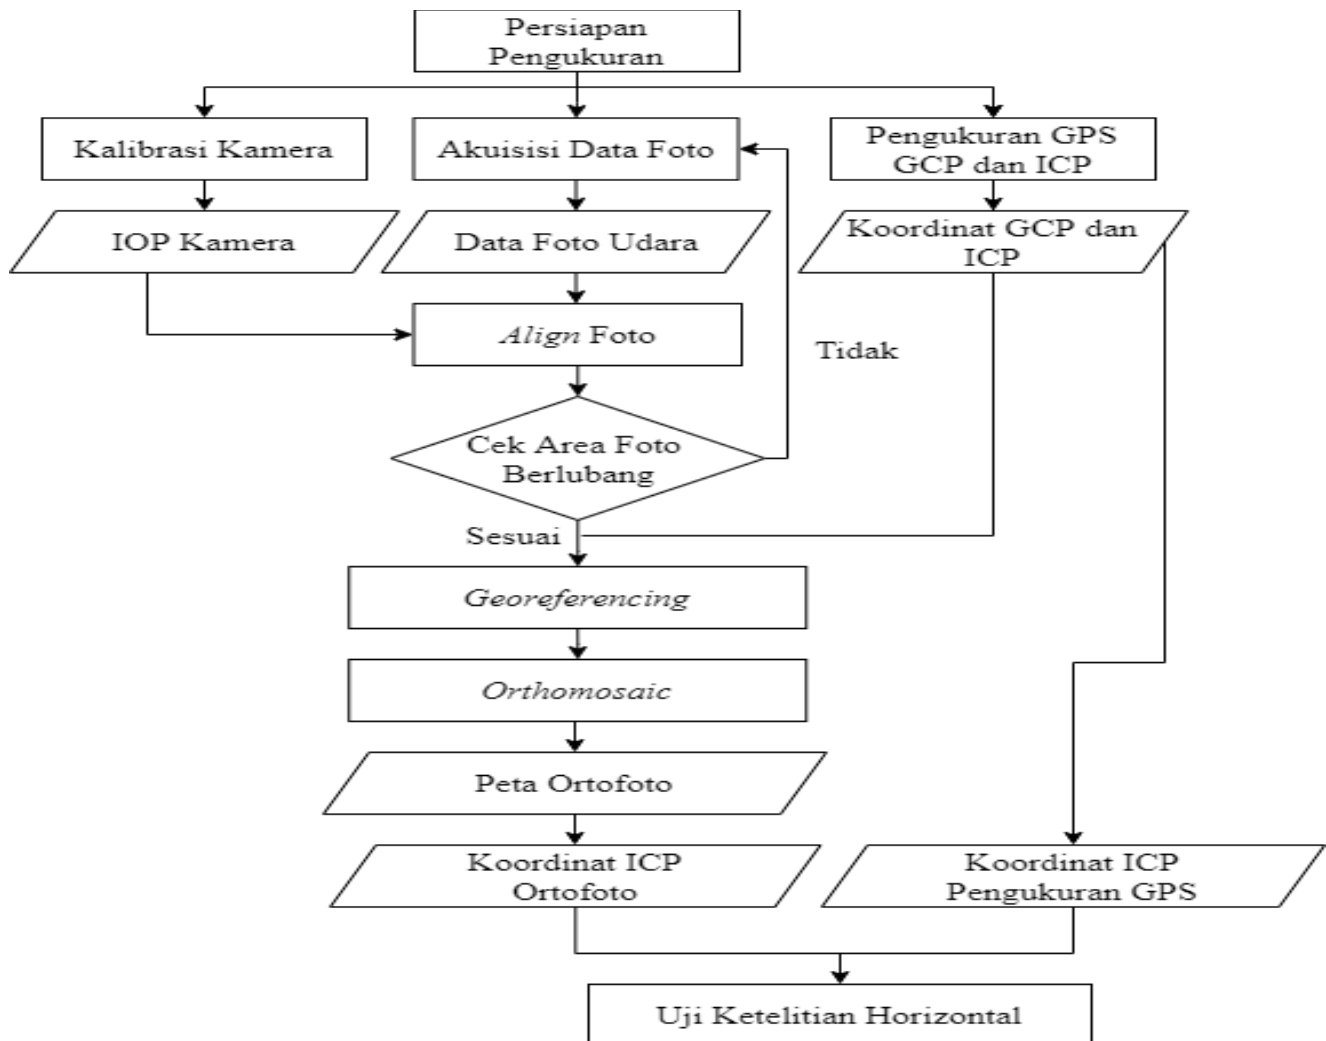 Persiapan
Pengukuran
Kalibrasi Kamera
Akuisisi Data Foto
Pengukuran GPS
GCP dan ICP
IOP Kamera
Data Foto Udara
Koordinat GCP dan
ICP
Align Foto
Tidak
Cek Area Foto
Berlubang
Sesuai
Georeferencing
Orthomosaic
Peta Ortofoto
Koordinat ICP
Ortofoto
Koordinat ICP
Pengukuran GPS
Uji Ketelitian Horizontal